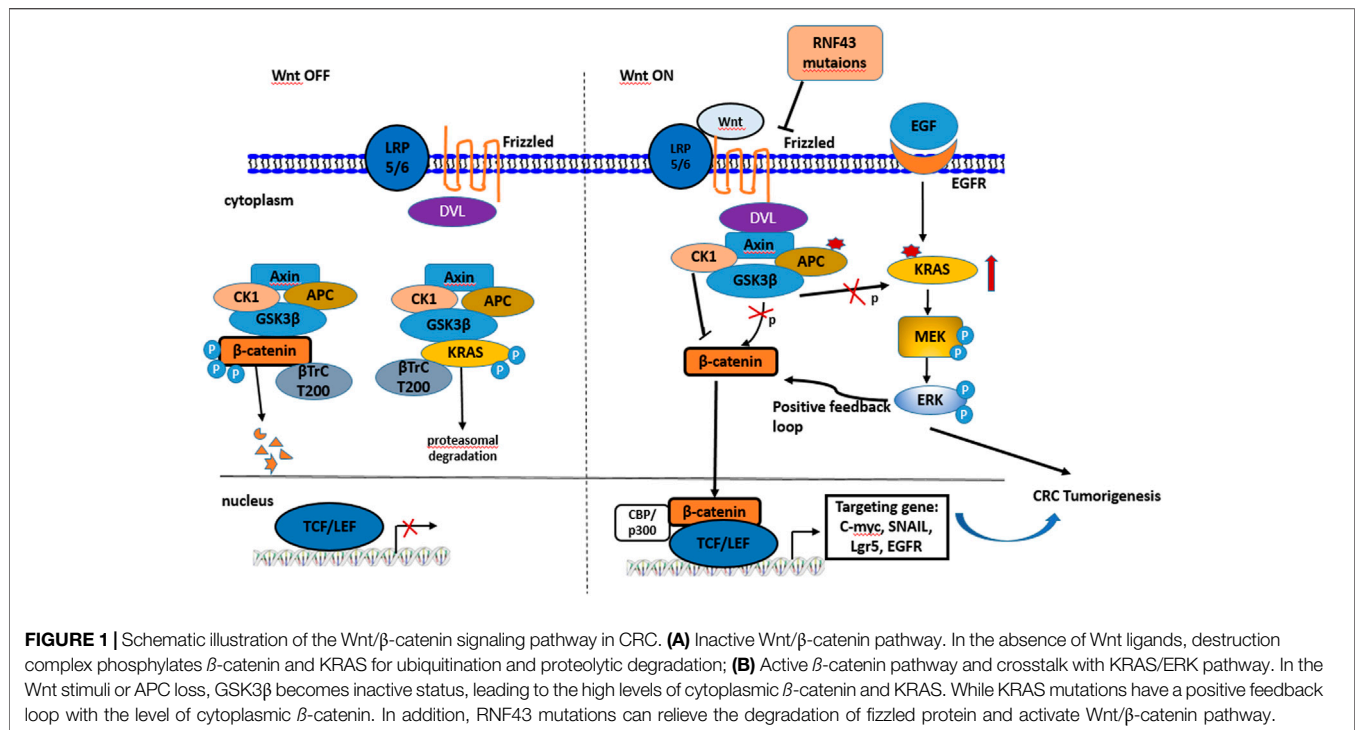 Wnt OFF
Wnt ON
RNF43
mutaions
LRP
5/6
Frizzled
DVL
cytoplasm
Wnt
LRP
5/6
Frizzled
EGF
EGFR
Axin
CK1
APC
GSK3β
β-catenin
P
P
P
βTrC
T200
Axin
CK1
APC
GSK3β
KRAS
P
P
βTrC
T200
proteasomal
degradation
DVL
Axin
CK1
APC
GSK3β
p
p
KRAS
MEK
P
P
β-catenin
ERK
P
P
Positive feedback
loop
nucleus
TCF/LEF
CBP/
p300
β-catenin
TCF/LEF
Targeting gene:
C-myc, SNAIL,
Lgr5, EGFR
CRC Tumorigenesis
FIGURE 1 | Schematic illustration of the Wnt/β-catenin signaling pathway in CRC. (A) Inactive Wnt/β-catenin pathway. In the absence of Wnt ligands, destruction
complex phosphylates β-catenin and KRAS for ubiquitination and proteolytic degradation; (B) Active β-catenin pathway and crosstalk with KRAS/ERK pathway. In the
Wnt stimuli or APC loss, GSK3β becomes inactive status, leading to the high levels of cytoplasmic β-catenin and KRAS. While KRAS mutations have a positive feedback
loop with the level of cytoplasmic β-catenin. In addition, RNF43 mutations can relieve the degradation of fizzled protein and activate Wnt/β-catenin pathway.